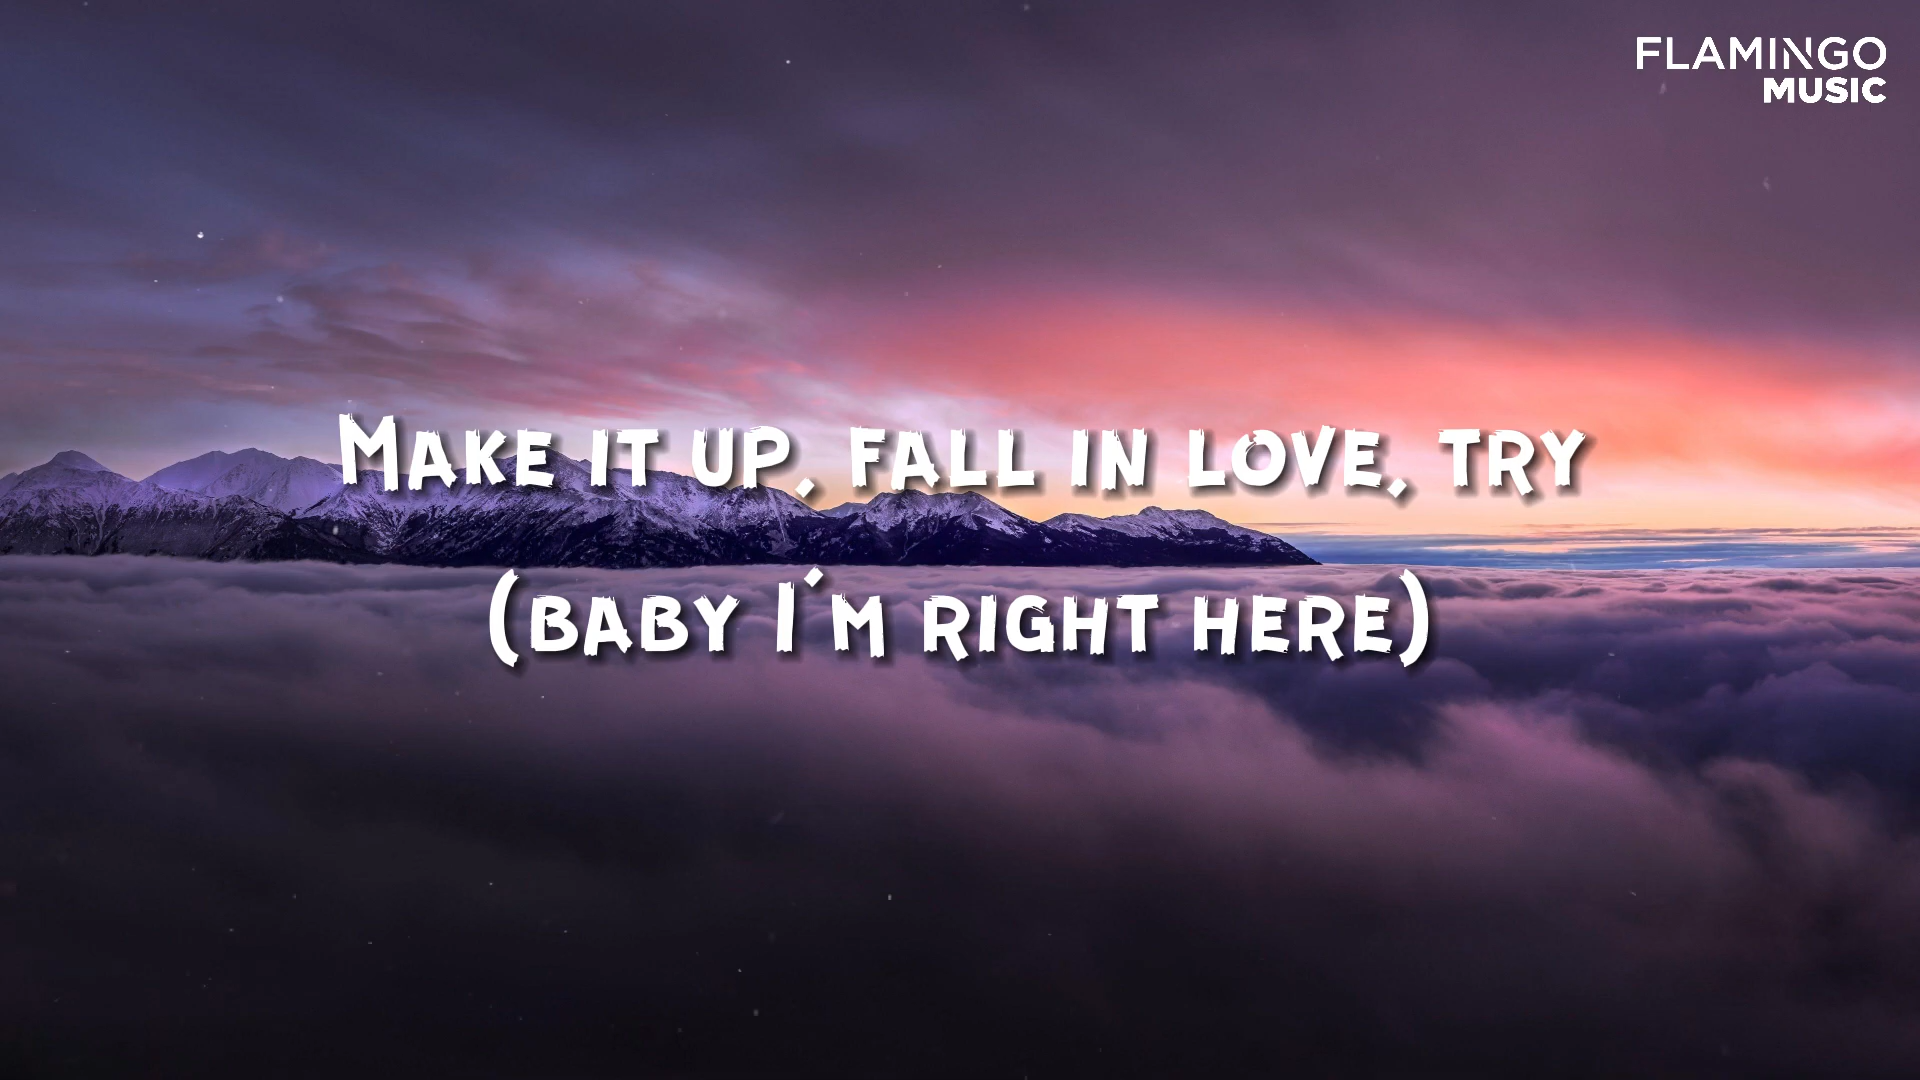 FLAMINGO
MUSIC
Make it up, fall in love, try
(baby I'm right here)